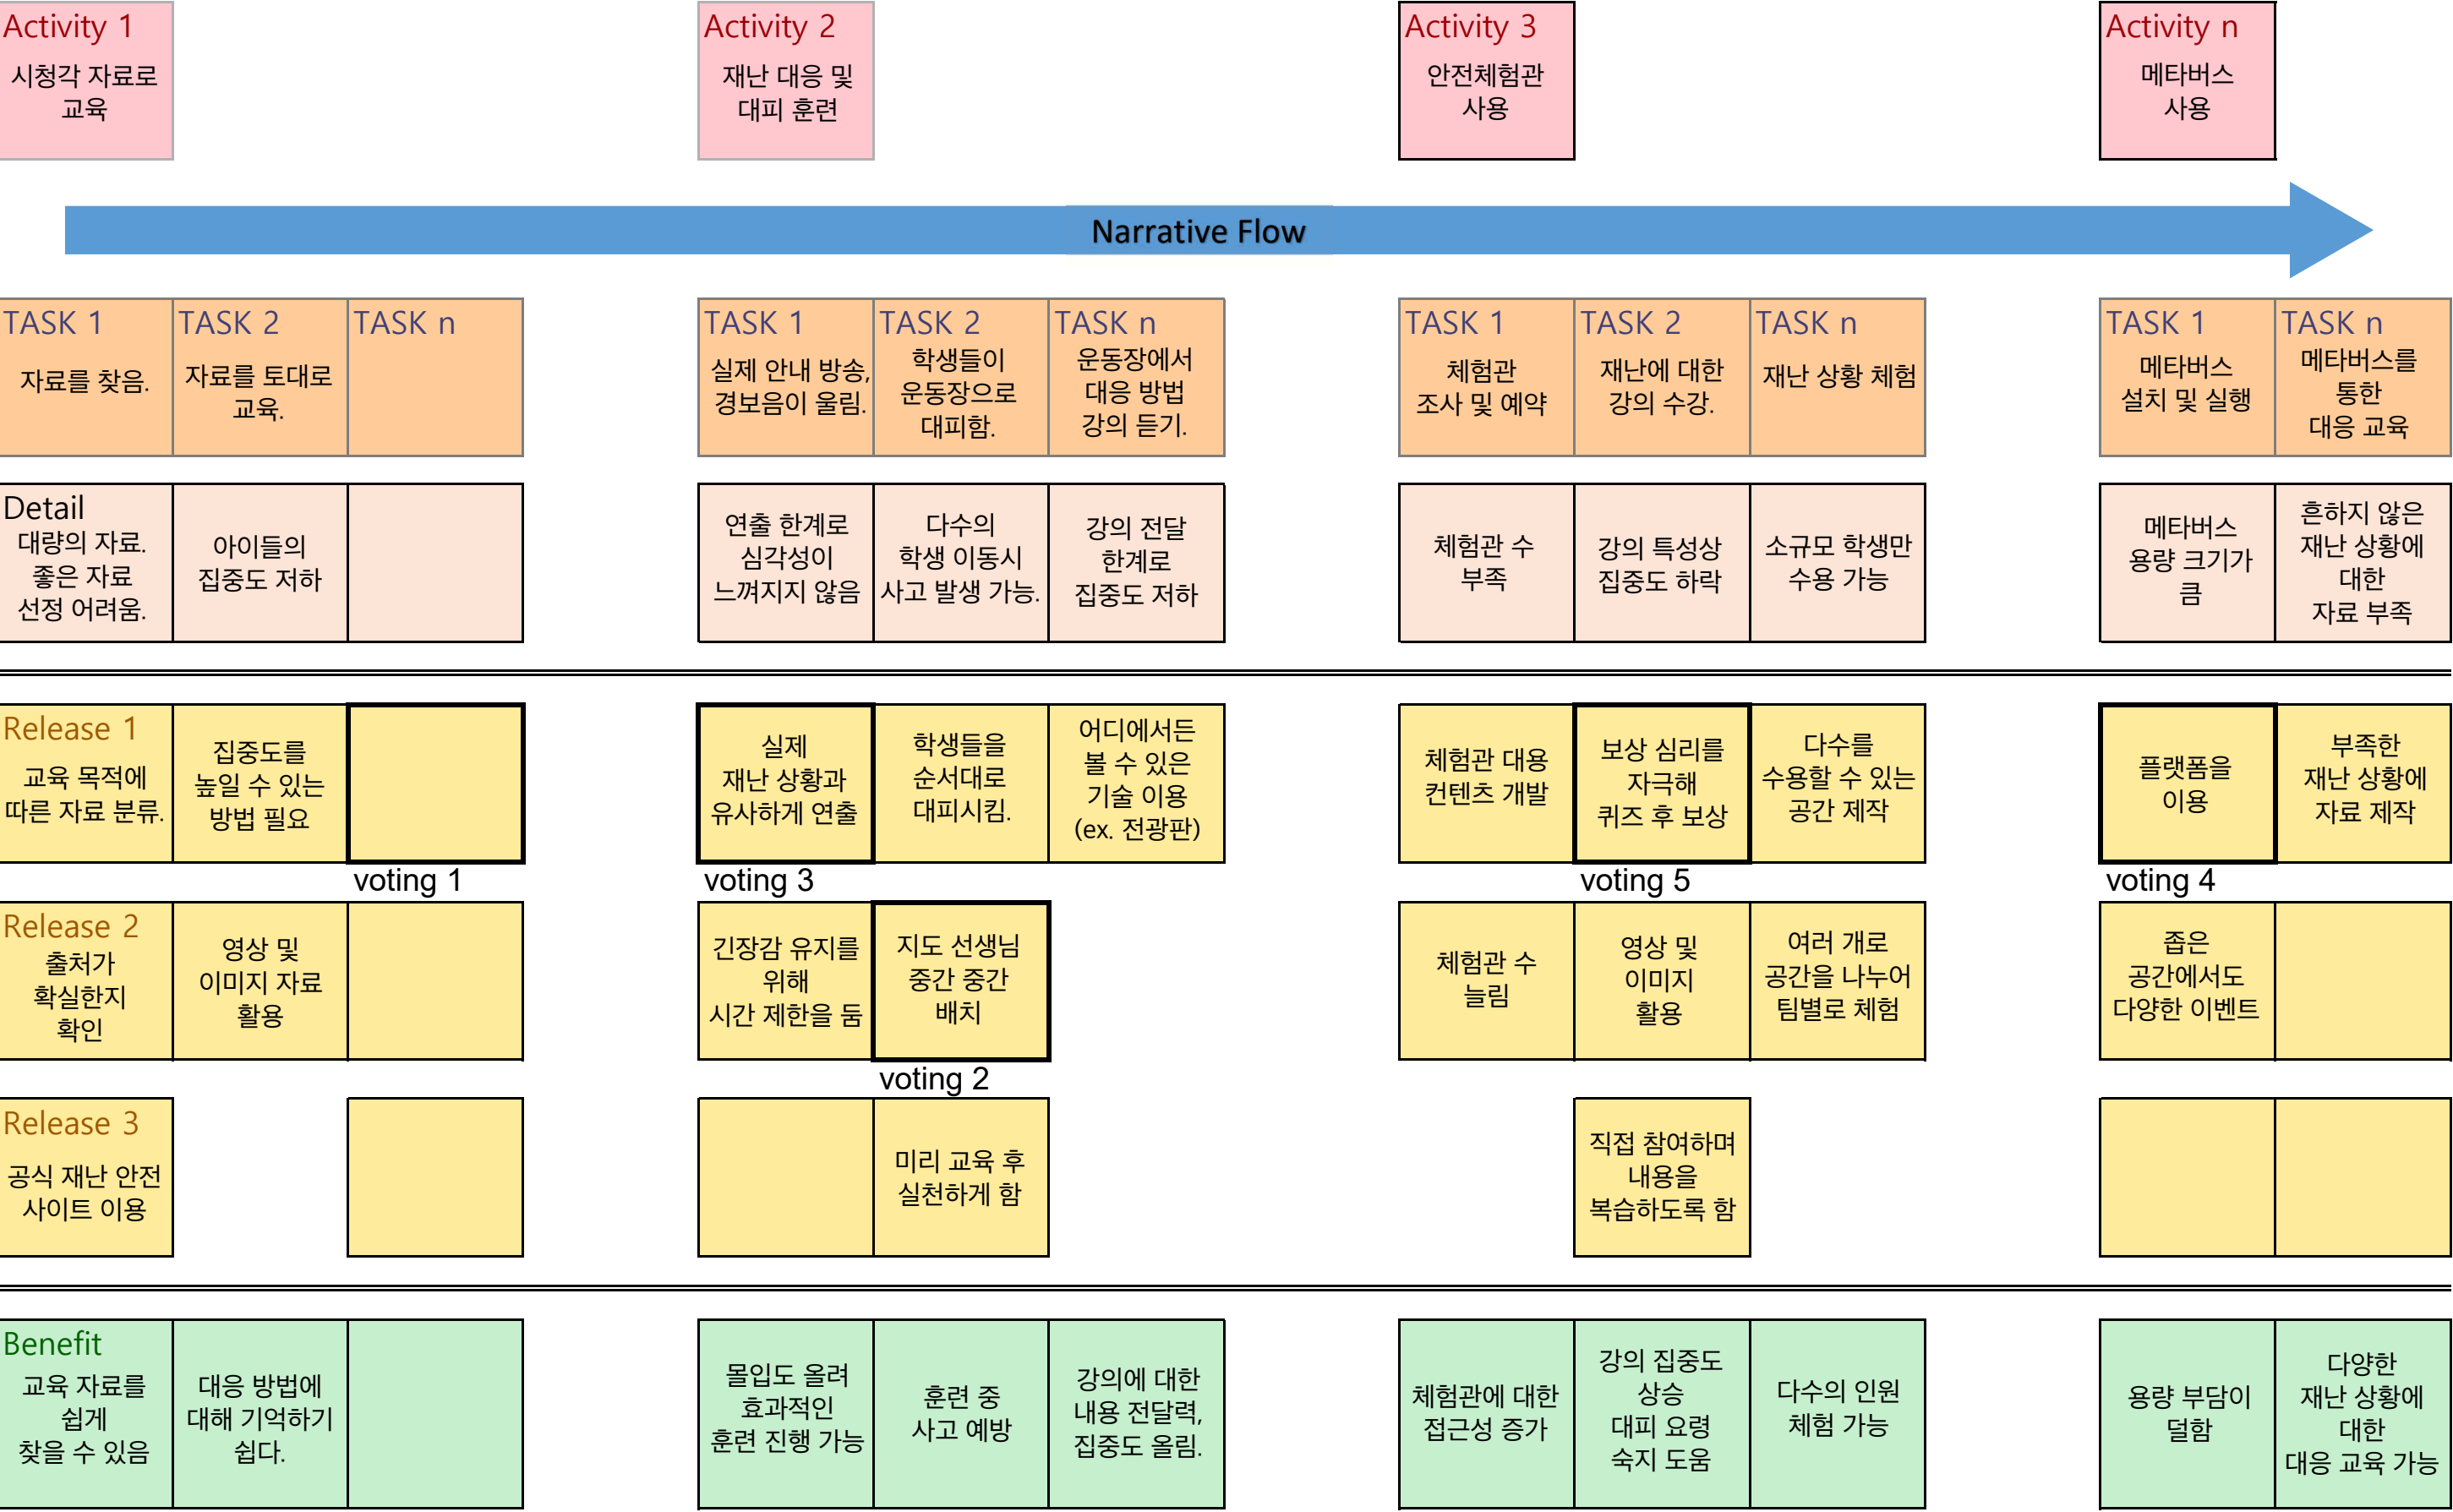 Activity 1
시청각 자료로
교육
Activity 2
재난 대응 및
대피 훈련
Activity 3
안전체험관
사용
Activity n
메타버스
사용
Narrative Flow
TASK 1
자료를 찾음.
TASK 2
자료를 토대로
교육.
TASK n
TASK 1
실제 안내 방송,
경보음이 울림.
TASK 2
학생들이
운동장으로
대피함.
TASK n
운동장에서
대응 방법
강의 듣기.
TASK 1
체험관
조사 및 예약
TASK 2
재난에 대한
강의 수강.
TASK n
재난 상황 체험
TASK 1
메타버스
설치 및 실행
TASK n
메타버스를
통한
대응 교육
Detail
대량의 자료.
좋은 자료
선정 어려움.
아이들의
집중도 저하
연출 한계로
심각성이
느껴지지 않음
다수의
학생 이동시
사고 발생 가능.
강의 전달
한계로
집중도 저하
체험관 수
부족
강의 특성상
집중도 하락
소규모 학생만
수용 가능
메타버스
용량 크기가
큼
흔하지 않은
재난 상황에
대한
자료 부족
Release 1
교육 목적에
따른 자료 분류.
집중도를
높일 수 있는
방법 필요
실제
재난 상황과
유사하게 연출
학생들을
순서대로
대피시킴.
어디에서든
볼 수 있은
기술 이용
(ex. 전광판)
체험관 대용
컨텐츠 개발
보상 심리를
자극해
퀴즈 후 보상
다수를
수용할 수 있는
공간 제작
플랫폼을
이용
부족한
재난 상황에
자료 제작
voting 1
voting 3
voting 5
voting 4
Release 2
출처가
확실한지
확인
영상 및
이미지 자료
활용
긴장감 유지를
위해
시간 제한을 둠
지도 선생님
중간 중간
배치
체험관 수
늘림
영상 및
이미지
활용
여러 개로
공간을 나누어
팀별로 체험
좁은
공간에서도
다양한 이벤트
voting 2
Release 3
공식 재난 안전
사이트 이용
미리 교육 후
실천하게 함
직접 참여하며
내용을
복습하도록 함
Benefit
교육 자료를
쉽게
찾을 수 있음
대응 방법에
대해 기억하기
쉽다.
몰입도 올려
효과적인
훈련 진행 가능
훈련 중
사고 예방
강의에 대한
내용 전달력,
집중도 올림.
체험관에 대한
접근성 증가
강의 집중도
상승
대피 요령
숙지 도움
다수의 인원
체험 가능
용량 부담이
덜함
다양한
재난 상황에
대한
대응 교육 가능